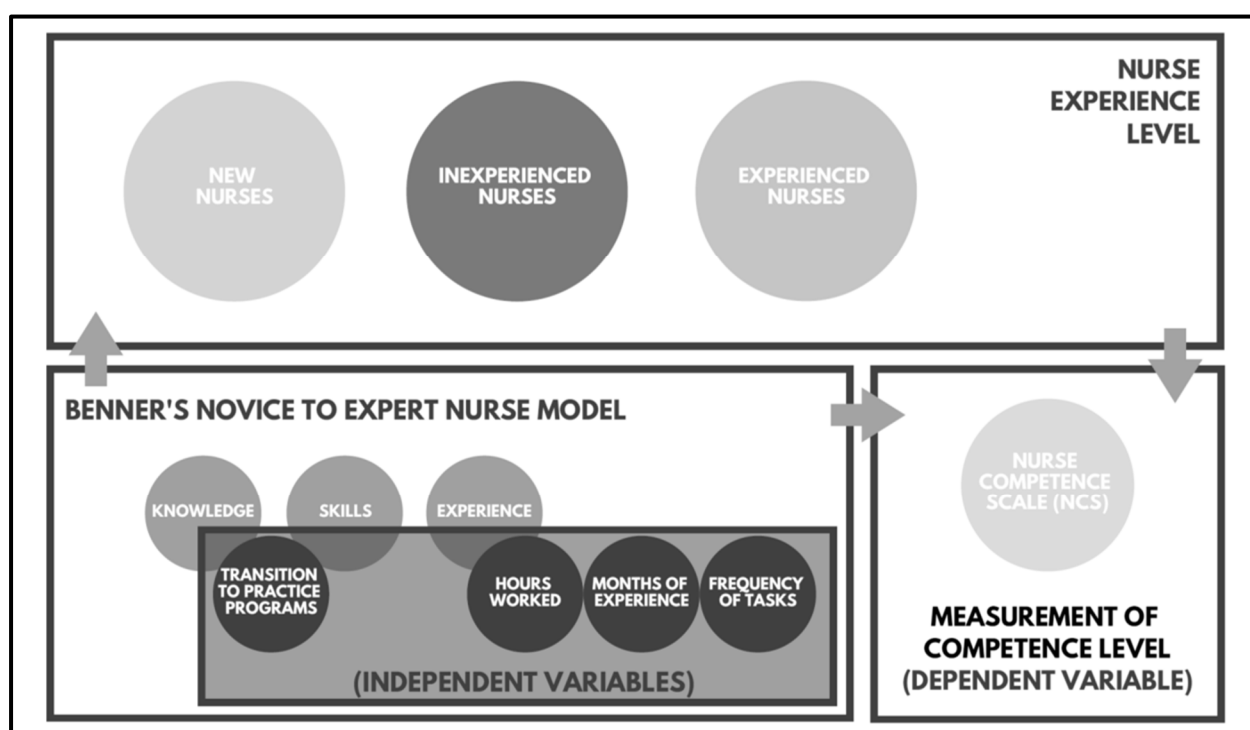 NURSE
EXPERIENCE
LEVEL
NEW
NURSES
INEXPERIENCED
NURSES
EXPERIENCED
NURSES
BENNER'S NOVICE TO EXPERT NURSE MODEL
KNOWLEDGE
SKILLS
EXPERIENCE
TRANSITION
TO PRACTICE
PROGRAMS
HOURS
WORKED
MONTHS OF
EXPERIENCE
FREQUENCY
OF TASKS
(INDEPENDENT VARIABLES)
NURSE
COMPETENCE
SCALE (NCS)
MEASUREMENT OF
COMPETENCE LEVEL
(DEPENDENT VARIABLE)